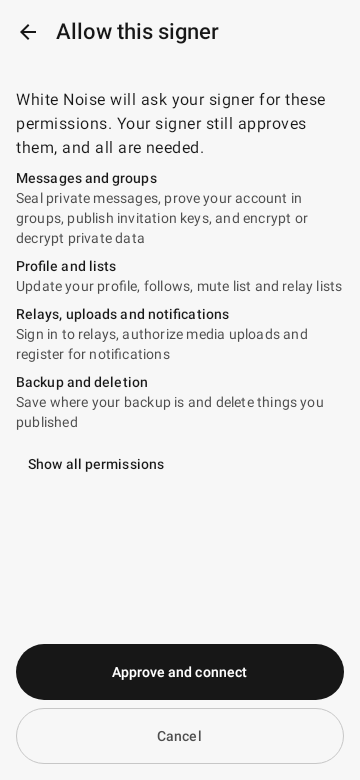 Allow this signer
White Noise will ask your signer for these
permissions. Your signer still approves
them, and all are needed.
Messages and groups
Seal private messages, prove your account in
groups, publish invitation keys, and encrypt or
decrypt private data
Profile and lists
Update your profile, follows, mute list and relay lists
Relays, uploads and notifications
Sign in to relays, authorize media uploads and
register for notifications
Backup and deletion
Save where your backup is and delete things you
published
Show all permissions
Approve and connect
Cancel